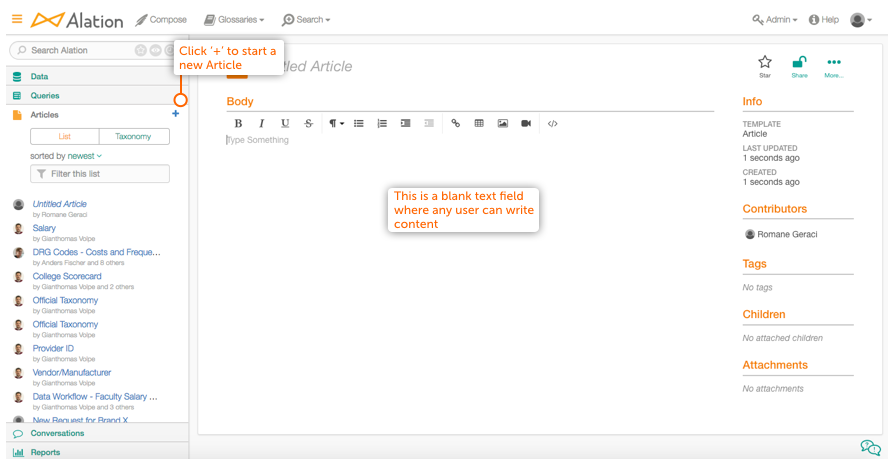 Alation
Compose
Glossaries
Search
Admin
Help
Search Alation
Click '+' to start a
new Article
Data
Queries
Articles
List
Taxonomy
sorted by newest
Filter this list
Untitled Article
by Romane Geraci
Salary
by Gianthomas Volpe
DRG Codes - Costs and Freque...
by Anders Fischer and 8 others
College Scorecard
by Gianthomas Volpe and 2 others
Official Taxonomy
by Gianthomas Volpe
Official Taxonomy
by Gianthomas Volpe
Provider ID
by Gianthomas Volpe
Vendor/Manufacturer
by Gianthomas Volpe
Data Workflow - Faculty Salary ...
by Gianthomas Volpe and 3 others
New Request for Brand X
Conversations
Reports
tled Article
Star
Share
More...
Body
B I U S
Type Something
This is a blank text field
where any user can write
content
Info
TEMPLATE
Article
LAST UPDATED
1 seconds ago
CREATED
1 seconds ago
Contributors
Romane Geraci
Tags
No tags
Children
No attached children
Attachments
No attachments